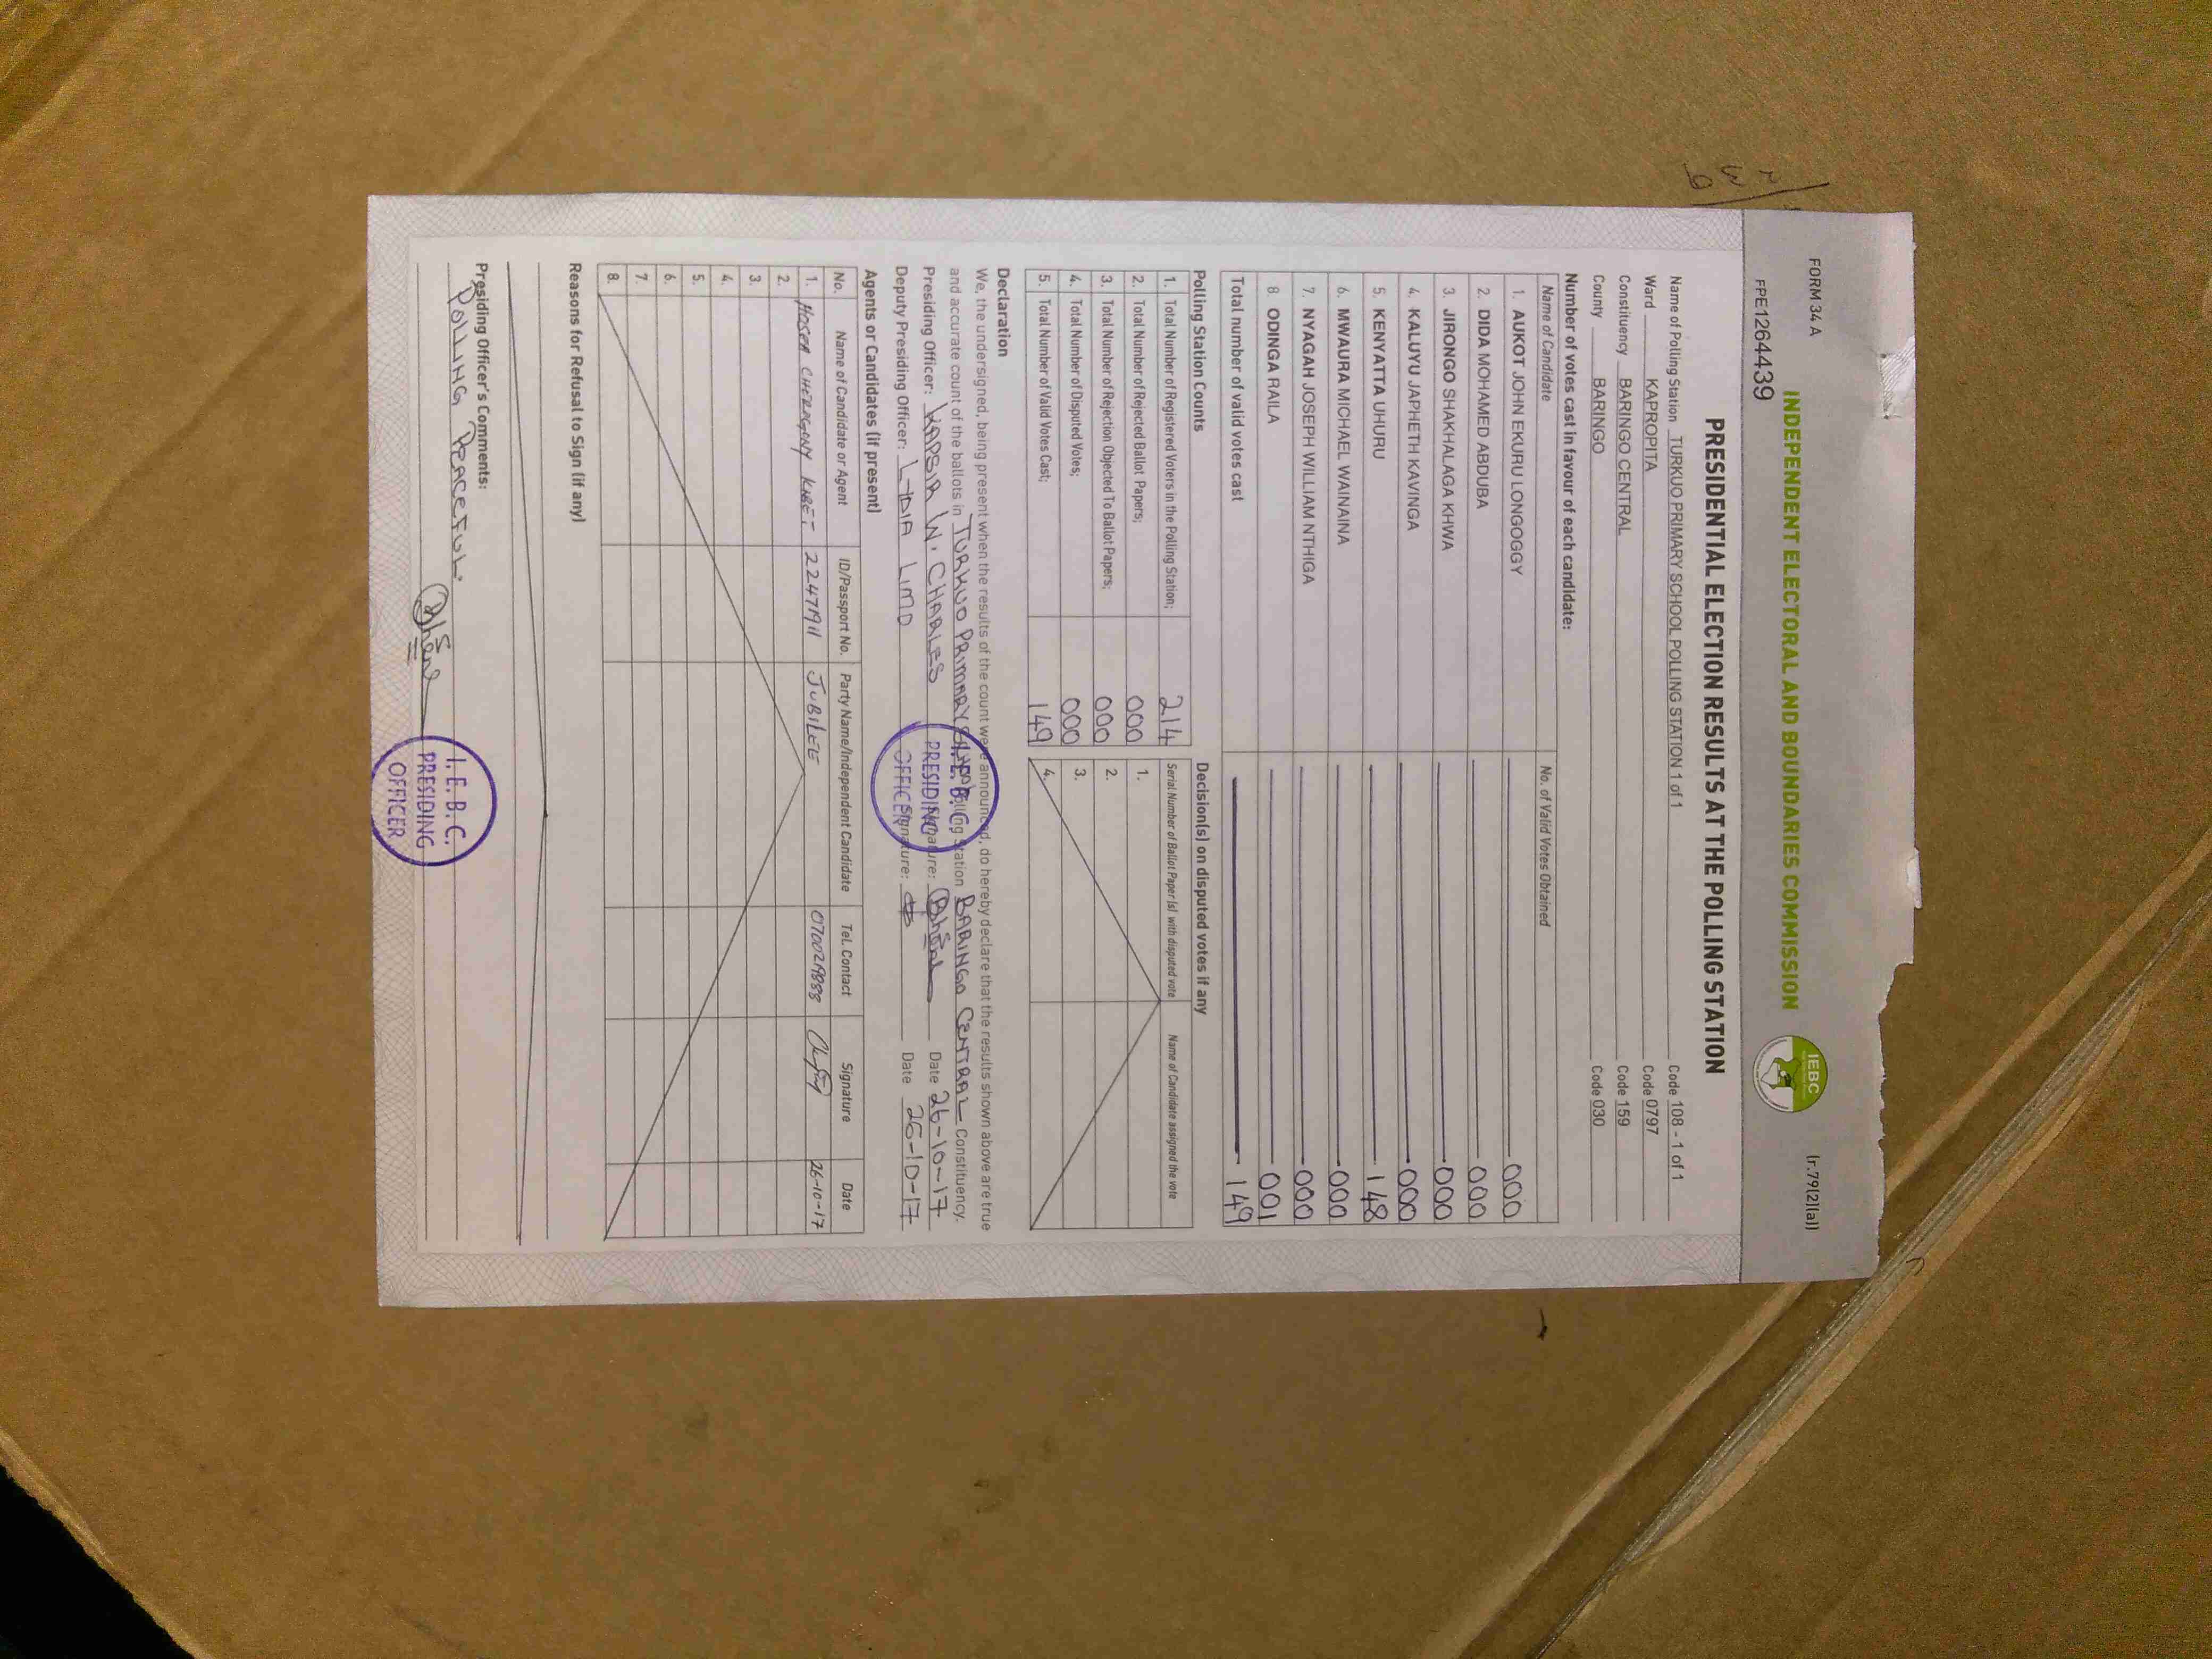 FORM 34 A
(r.79(2)(a))
INDEPENDENT ELECTORAL AND BOUNDARIES COMMISSION
IEBC
FPE1264439
PRESIDENTIAL ELECTION RESULTS AT THE POLLING STATION
Name of Polling Station TURKUO PRIMARY SCHOOL POLLING STATION 1 of 1 Code 108 - 1 of 1
Ward KAPROPITA Code 0797
Constituency BARINGO CENTRAL Code 159
County BARINGO Code 030
Number of votes cast in favour of each candidate:
Name of Candidate No. of Valid Votes Obtained
1. AUKOT JOHN EKURU LONGOGGY 000
2. DIDA MOHAMED ABDUBA 000
3. JIRONGO SHAKHALAGA KHWA 000
4. KALUYU JAPHETH KAVINGA 000
5. KENYATTA UHURU 148
6. MWAURA MICHAEL WAINAINA 000
7. NYAGAH JOSEPH WILLIAM NTHIGA 000
8. ODINGA RAILA 001
Total number of valid votes cast 149
Polling Station Counts
1. Total Number of Registered Voters in the Polling Station; 214
2. Total Number of Rejected Ballot Papers; 000
3. Total Number of Rejection Objected To Ballot Papers; 000
4. Total Number of Disputed Votes; 000
5. Total Number of Valid Votes Cast; 149
Decision(s) on disputed votes if any
Serial Number of Ballot Paper(s) with disputed vote Name of Candidate assigned the vote
1.
2.
3.
4.
Declaration
We, the undersigned, being present when the results of the count were announced, do hereby declare that the results shown above are true
and accurate count of the ballots in TURKUO PRIMARY Polling Station BARINGO CENTRAL Constituency.
Presiding Officer: KAPSIR W. CHARLES Signature: Date 26-10-17
Deputy Presiding Officer: LYDIA LIMO Signature: Date 26-10-17
I.E.B.C.
PRESIDING
OFFICER
Agents or Candidates (if present)
No. Name of Candidate or Agent ID/Passport No. Party Name/Independent Candidate Tel. Contact Signature Date
1. HOSEA JUBILEE 26-10-17
2.
3.
4.
5.
6.
7.
8.
Reasons for Refusal to Sign (if any)
Presiding Officer's Comments:
POLLING PEACEFUL.
I.E.B.C.
PRESIDING
OFFICER